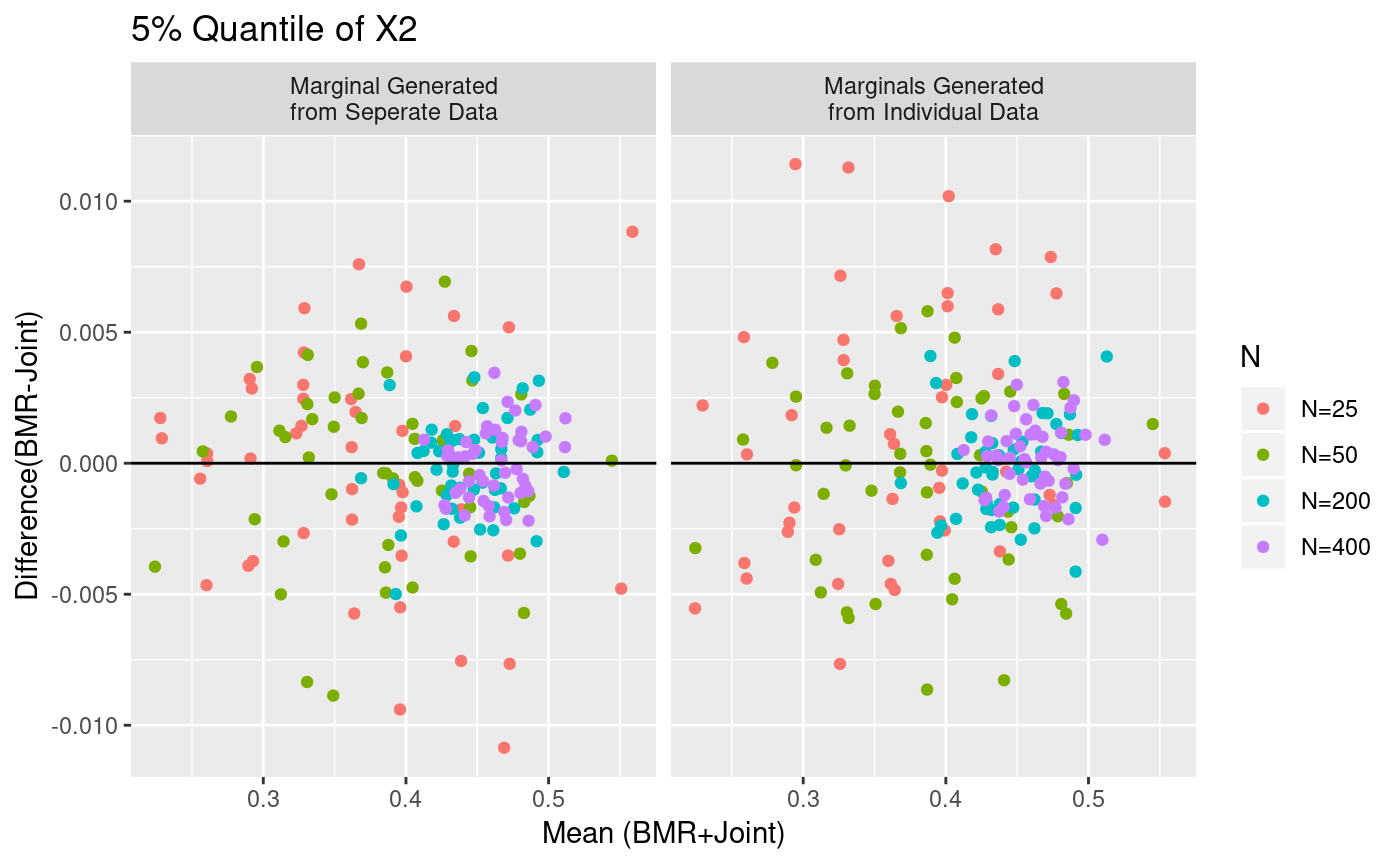 5% Quantile of X2
Marginal Generated
from Seperate Data
Marginals Generated
from Individual Data
Difference(BMR-Joint)
0.010
0.005
0.000
-0.005
-0.010
0.3 0.4 0.5
0.3 0.4 0.5
Mean (BMR+Joint)
N
N=25
N=50
N=200
N=400